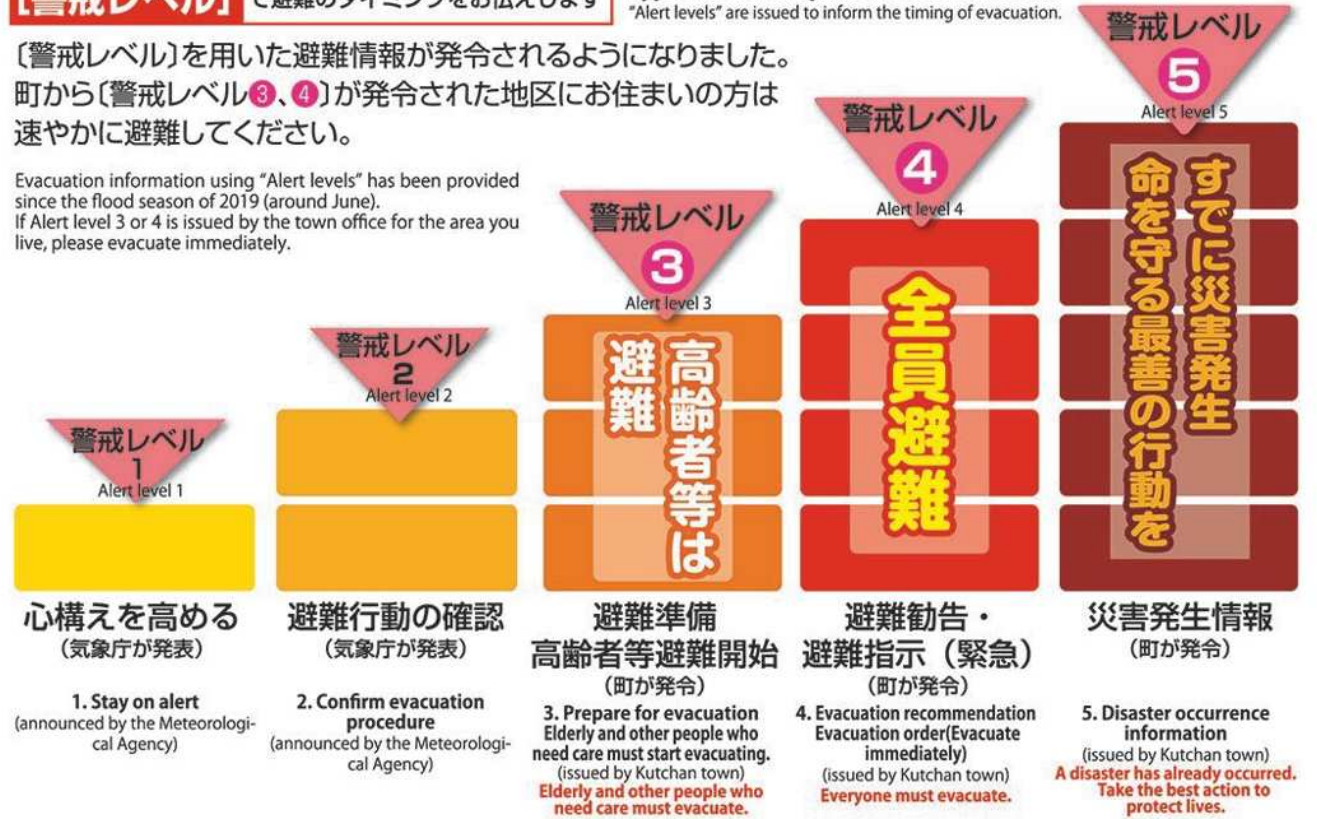 [警戒レベル]で避難のタイミングをお伝えします
"Alert levels" are issued to inform the timing of evacuation.
〔警戒レベル〕を用いた避難情報が発令されるようになりました。
町から〔警戒レベル❸、❹〕が発令された地区にお住まいの方は
速やかに避難してください。
Evacuation information using "Alert levels" has been provided
since the flood season of 2019 (around June).
If Alert level 3 or 4 is issued by the town office for the area you
live, please evacuate immediately.
警戒レベル
1
Alert level 1
心構えを高める
(気象庁が発表)
1. Stay on alert
(announced by the Meteorologi-
cal Agency)
警戒レベル
2
Alert level 2
避難行動の確認
(気象庁が発表)
2. Confirm evacuation
procedure
(announced by the Meteorologi-
cal Agency)
警戒レベル
3
Alert level 3
高齢者等は
避難
避難準備
高齢者等避難開始
(町が発令)
3. Prepare for evacuation
Elderly and other people who
need care must start evacuating.
(issued by Kutchan town)
Elderly and other people who
need care must evacuate.
警戒レベル
4
Alert level 4
全員避難
避難勧告・
避難指示(緊急)
(町が発令)
4. Evacuation recommendation
Evacuation order(Evacuate
immediately)
(issued by Kutchan town)
Everyone must evacuate.
警戒レベル
5
Alert level 5
すでに災害発生
命を守る最善の行動を
災害発生情報
(町が発令)
5. Disaster occurrence
information
(issued by Kutchan town)
A disaster has already occurred.
Take the best action to
protect lives.